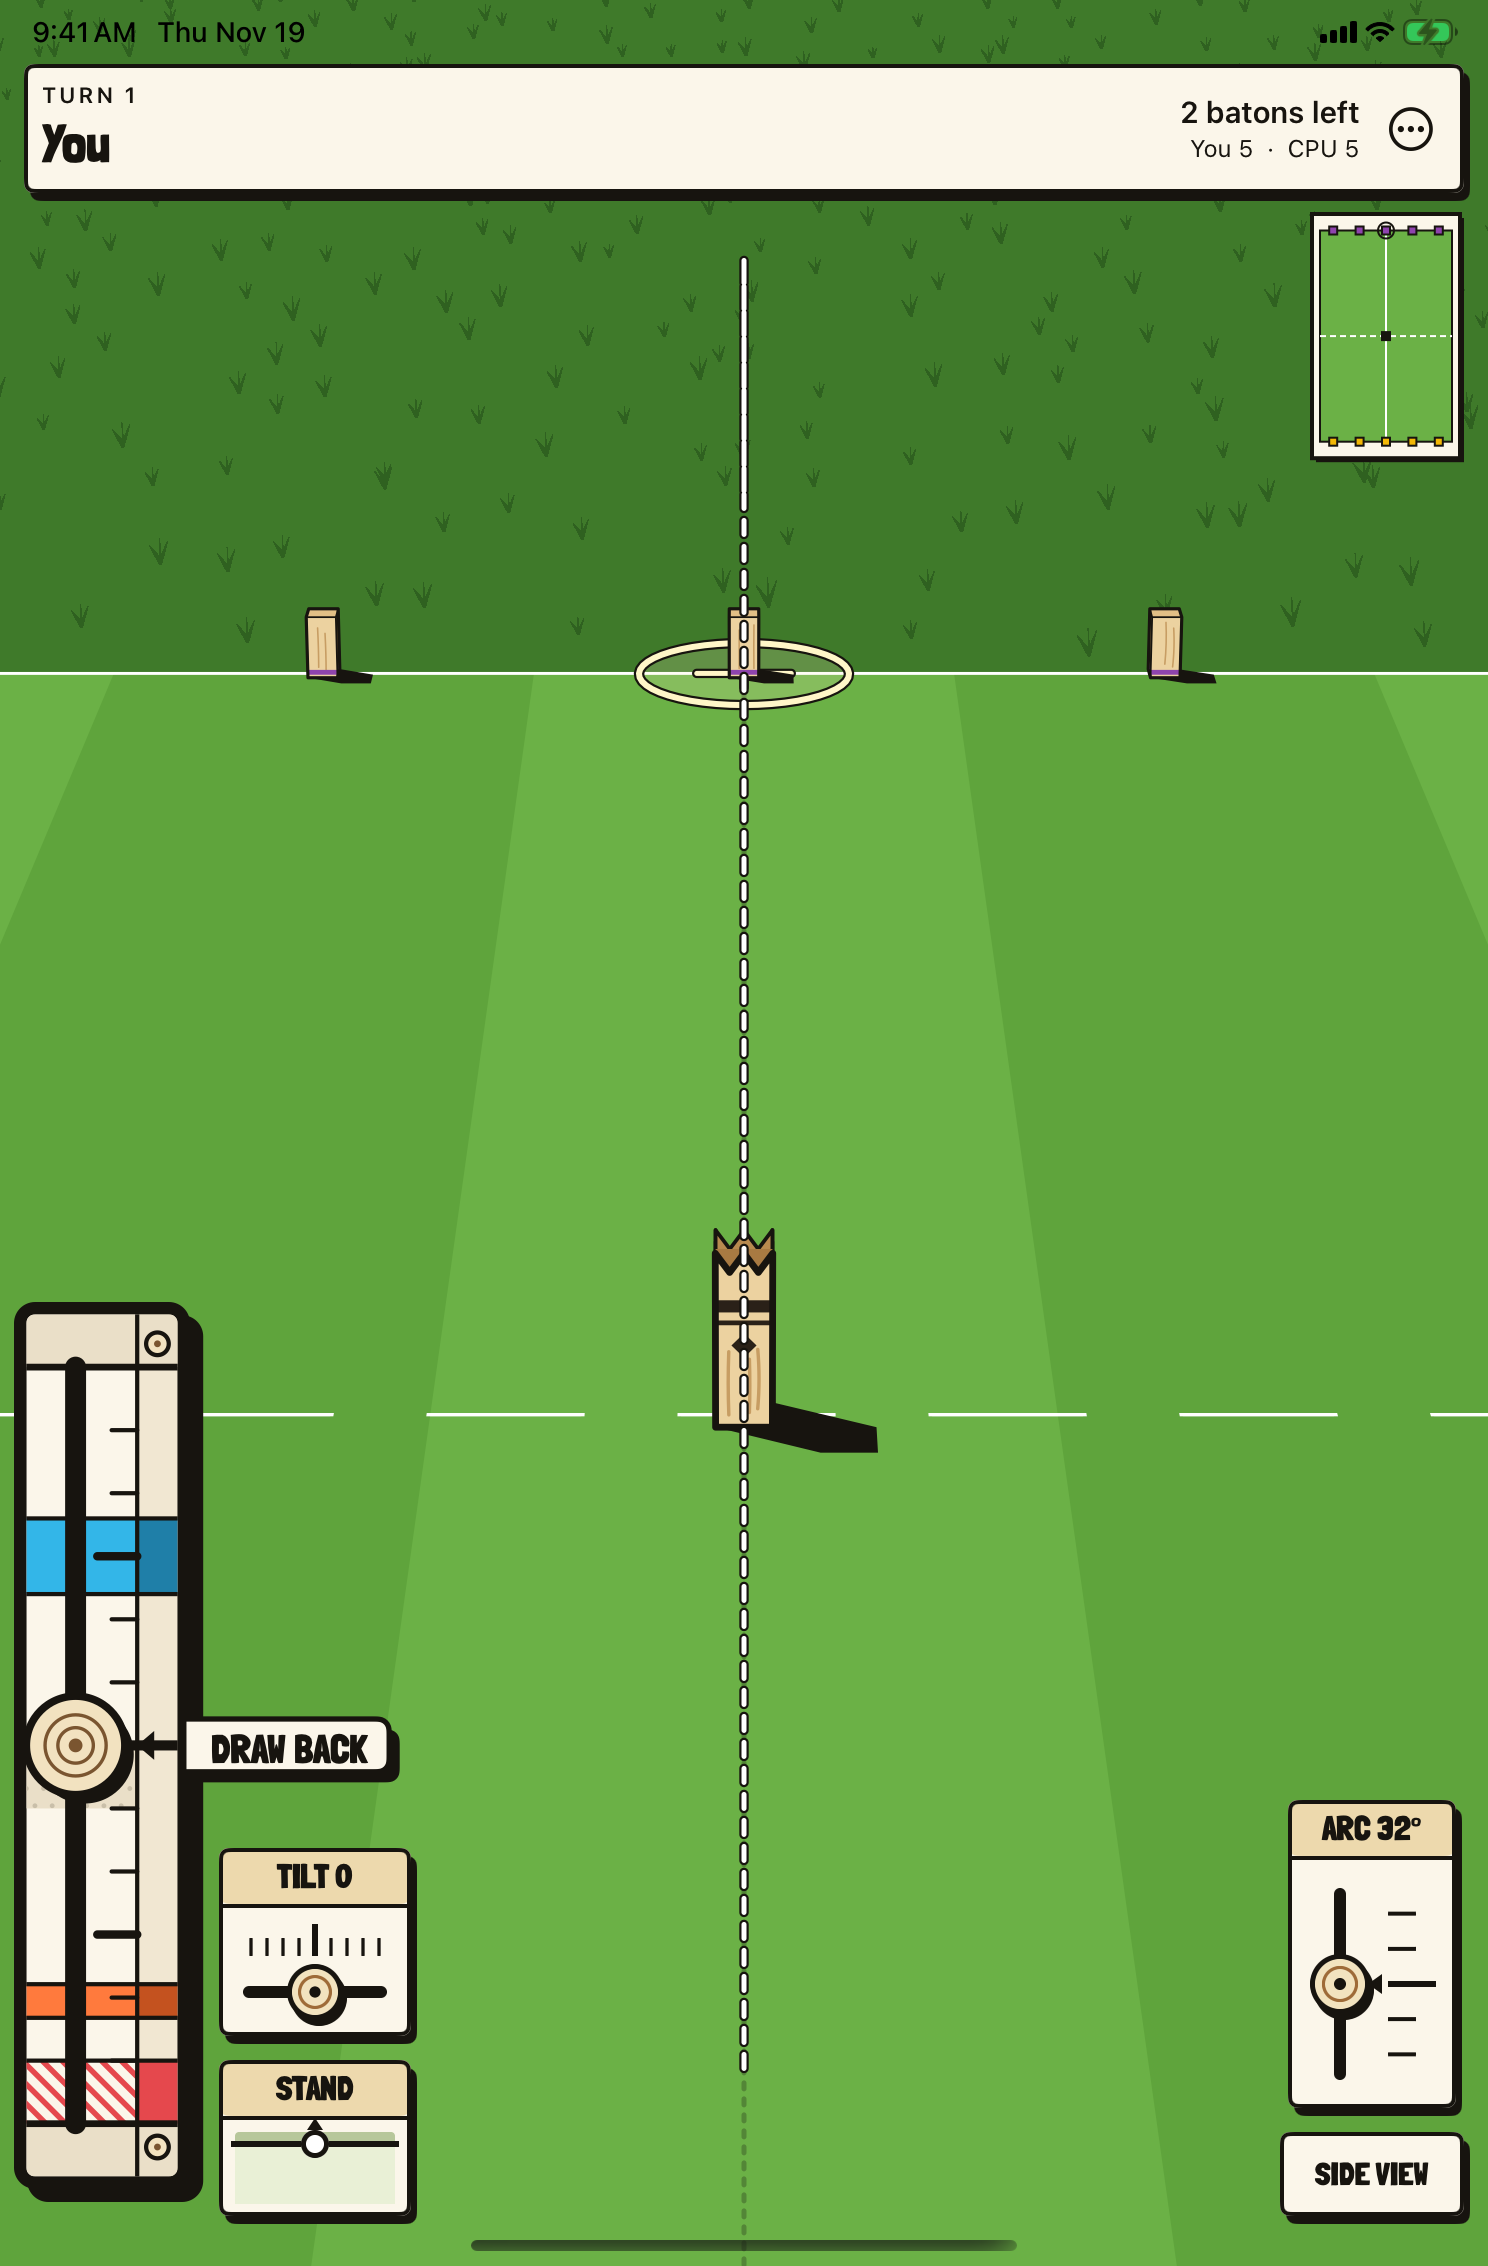 9:41 AM Thu Nov 19
TURN 1
You
2 batons left
You 5 · CPU 5
DRAW BACK
TILT 0
STAND
ARC 32°
SIDE VIEW